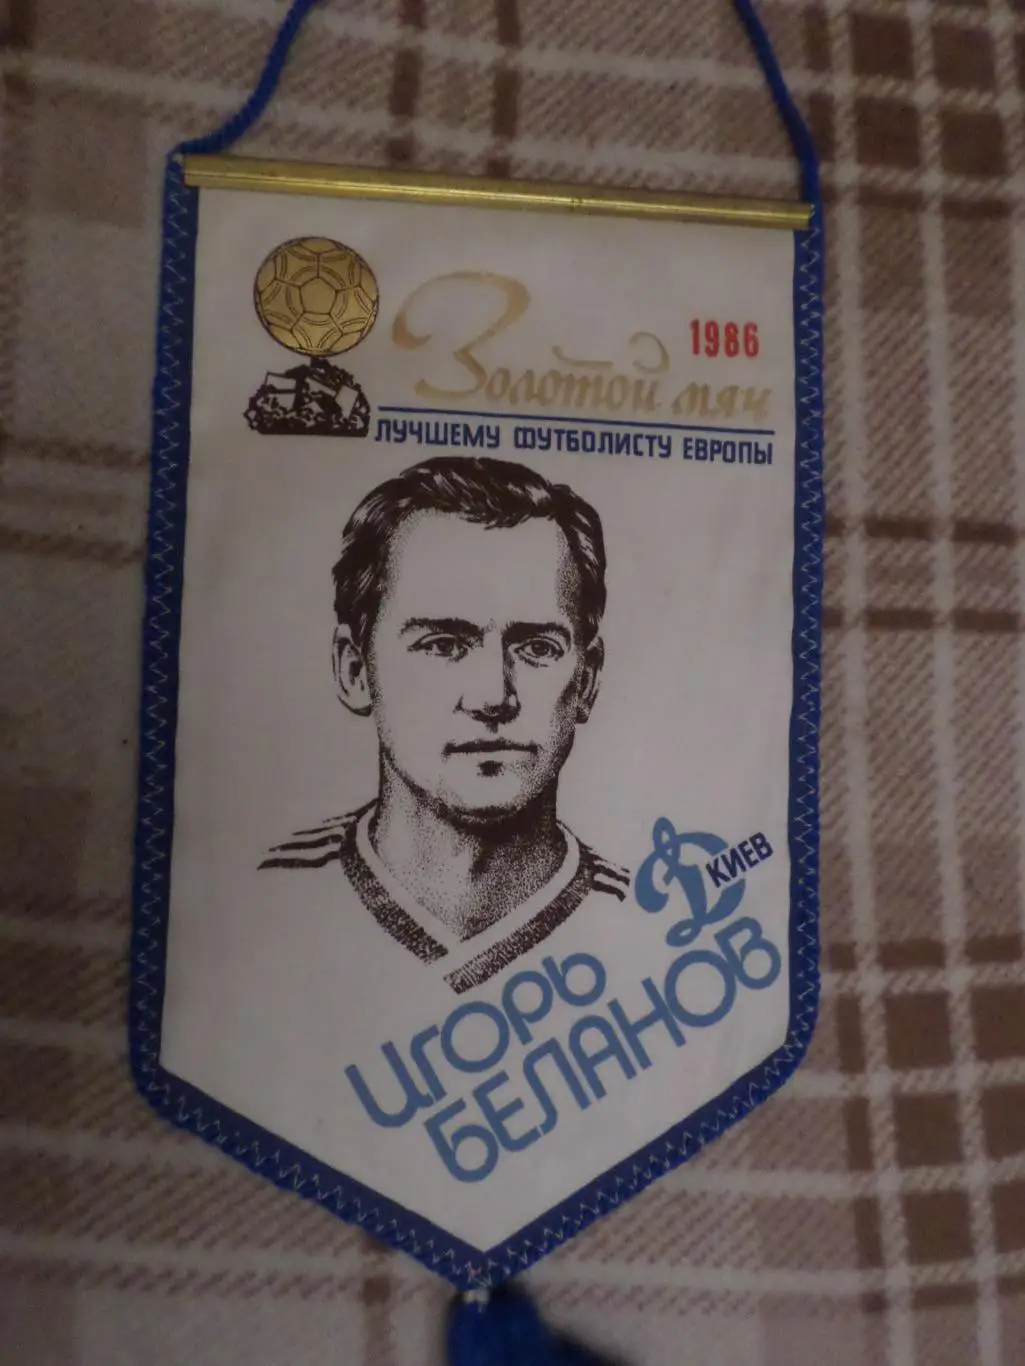 1986
Золотой мяч
ЛУЧШЕМУ ФУТБОЛИСТУ ЕВРОПЫ
Д КИЕВ
ИГОРЬ
БЕЛАНОВ